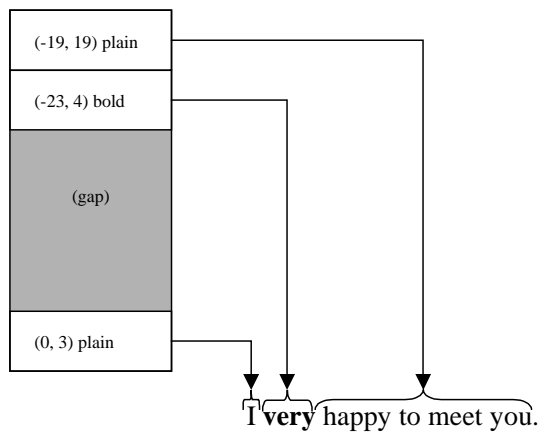 (-19, 19) plain
(-23, 4) bold
(gap)
(0, 3) plain
I very happy to meet you.